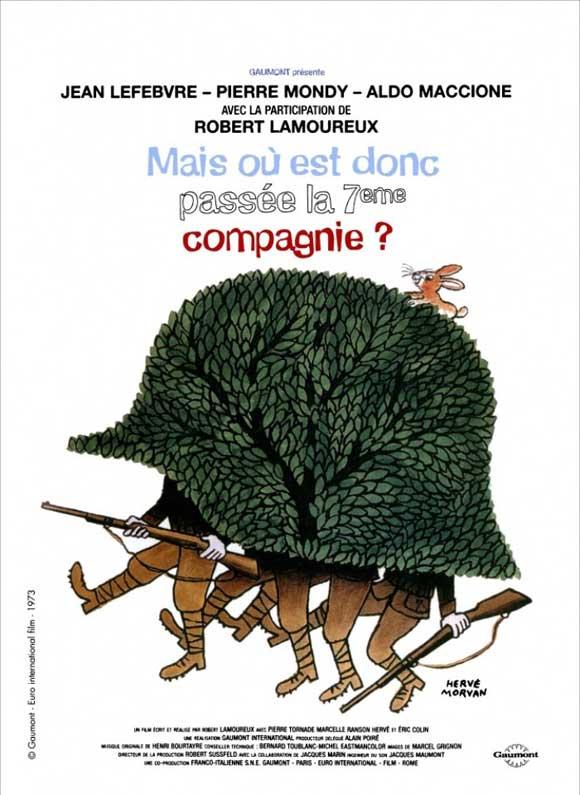 GAUMONT présente
JEAN LEFEBVRE – PIERRE MONDY – ALDO MACCIONE
AVEC LA PARTICIPATION DE
ROBERT LAMOUREUX
Mais où est donc
passée la 7eme
compagnie ?
HERVÉ
MORVAN
© Gaumont - Euro international film - 1973
UN FILM ÉCRIT ET RÉALISÉ PAR ROBERT LAMOUREUX AVEC PIERRE TORNADE MARCELLE RANSON HERVÉ ET ÉRIC COLIN
UNE RÉALISATION GAUMONT INTERNATIONAL PRODUCTEUR DÉLÉGUÉ ALAIN POIRÉ
MUSIQUE ORIGINALE DE HENRI BOURTAYRE CONSEILLER TECHNIQUE : BERNARD TOUBLANC-MICHEL EASTMANCOLOR IMAGES DE MARCEL GRIGNON
DIRECTEUR DE LA PRODUCTION ROBERT SUSSFELD AVEC LA COLLABORATION DE JACQUES MARIN INGÉNIEUR DU SON JACQUES MAUMONT
UNE CO-PRODUCTION FRANCO-ITALIENNE S.N.E. GAUMONT - PARIS - EURO INTERNATIONAL - FILM - ROME
Gaumont